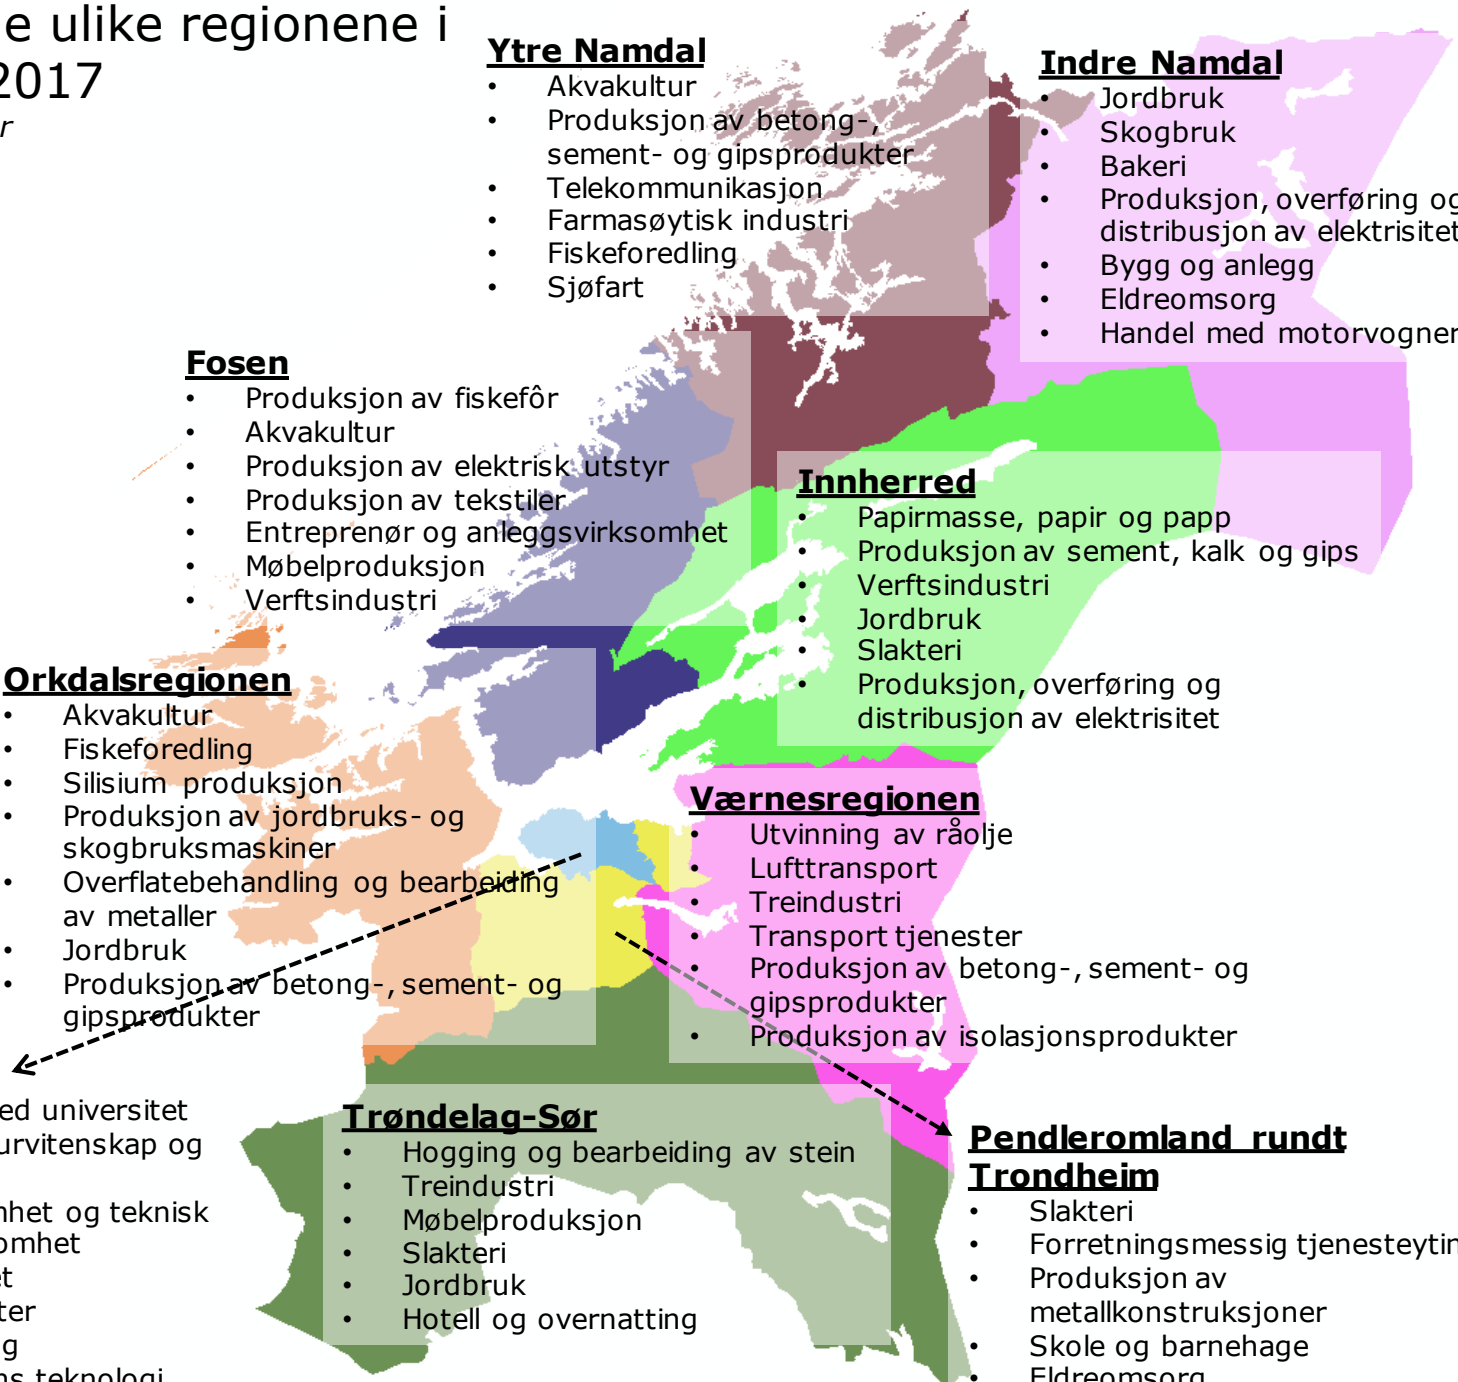 e ulike regionene i
2017
r
Ytre Namdal
• Akvakultur
• Produksjon av betong-,
sement- og gipsprodukter
• Telekommunikasjon
• Farmasøytisk industri
• Fiskeforedling
• Sjøfart
Indre Namdal
• Jordbruk
• Skogbruk
• Bakeri
• Produksjon, overføring og
distribusjon av elektrisitet
• Bygg og anlegg
• Eldreomsorg
• Handel med motorvogner
Fosen
• Produksjon av fiskefôr
• Akvakultur
• Produksjon av elektrisk utstyr
• Produksjon av tekstiler
• Entreprenør og anleggsvirksomhet
• Møbelproduksjon
• Verftsindustri
Innherred
• Papirmasse, papir og papp
• Produksjon av sement, kalk og gips
• Verftsindustri
• Jordbruk
• Slakteri
• Produksjon, overføring og
distribusjon av elektrisitet
Orkdalsregionen
• Akvakultur
• Fiskeforedling
• Silisium produksjon
• Produksjon av jordbruks- og
skogbruksmaskiner
• Overflatebehandling og bearbeiding
av metaller
• Jordbruk
• Produksjon av betong-, sement- og
gipsprodukter
Værnesregionen
• Utvinning av råolje
• Lufttransport
• Treindustri
• Transport tjenester
• Produksjon av betong-, sement- og
gipsprodukter
• Produksjon av isolasjonsprodukter
ed universitet
urvitenskap og
nhet og teknisk
omhet
et
ter
g
ns teknologi
Trøndelag-Sør
• Hogging og bearbeiding av stein
• Treindustri
• Møbelproduksjon
• Slakteri
• Jordbruk
• Hotell og overnatting
Pendleromland rundt
Trondheim
• Slakteri
• Forretningsmessig tjenesteytin
• Produksjon av
metallkonstruksjoner
• Skole og barnehage
• Eldreomsorg